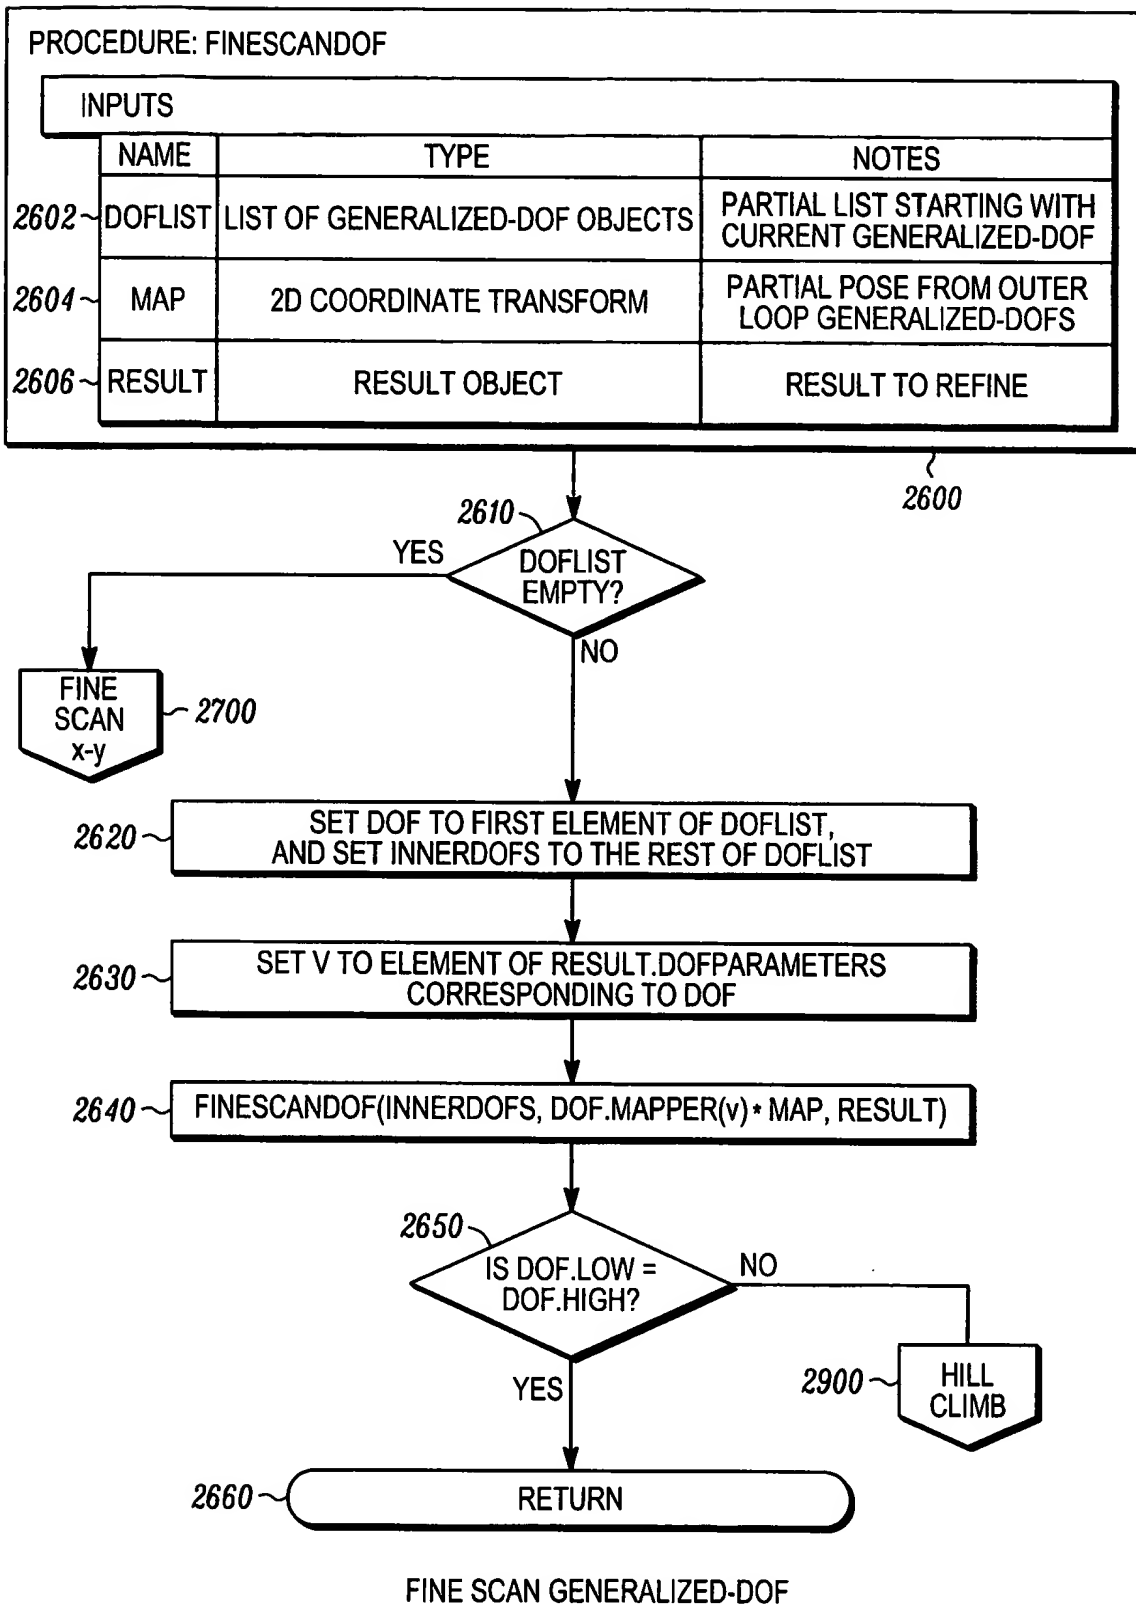 PROCEDURE: FINESCANDOF
INPUTS
NAME TYPE NOTES
2602 DOFLIST LIST OF GENERALIZED-DOF OBJECTS PARTIAL LIST STARTING WITH
CURRENT GENERALIZED-DOF
2604 MAP 2D COORDINATE TRANSFORM PARTIAL POSE FROM OUTER
LOOP GENERALIZED-DOFS
2606 RESULT RESULT OBJECT RESULT TO REFINE
2600
2610
DOFLIST
EMPTY?
YES
NO
FINE
SCAN
x-y
2700
2620
SET DOF TO FIRST ELEMENT OF DOFLIST,
AND SET INNERDOFS TO THE REST OF DOFLIST
2630
SET V TO ELEMENT OF RESULT.DOFPARAMETERS
CORRESPONDING TO DOF
2640
FINESCANDOF(INNERDOFS, DOF.MAPPER(v) * MAP, RESULT)
2650
IS DOF.LOW =
DOF.HIGH?
NO
YES
2900
HILL
CLIMB
2660
RETURN
FINE SCAN GENERALIZED-DOF